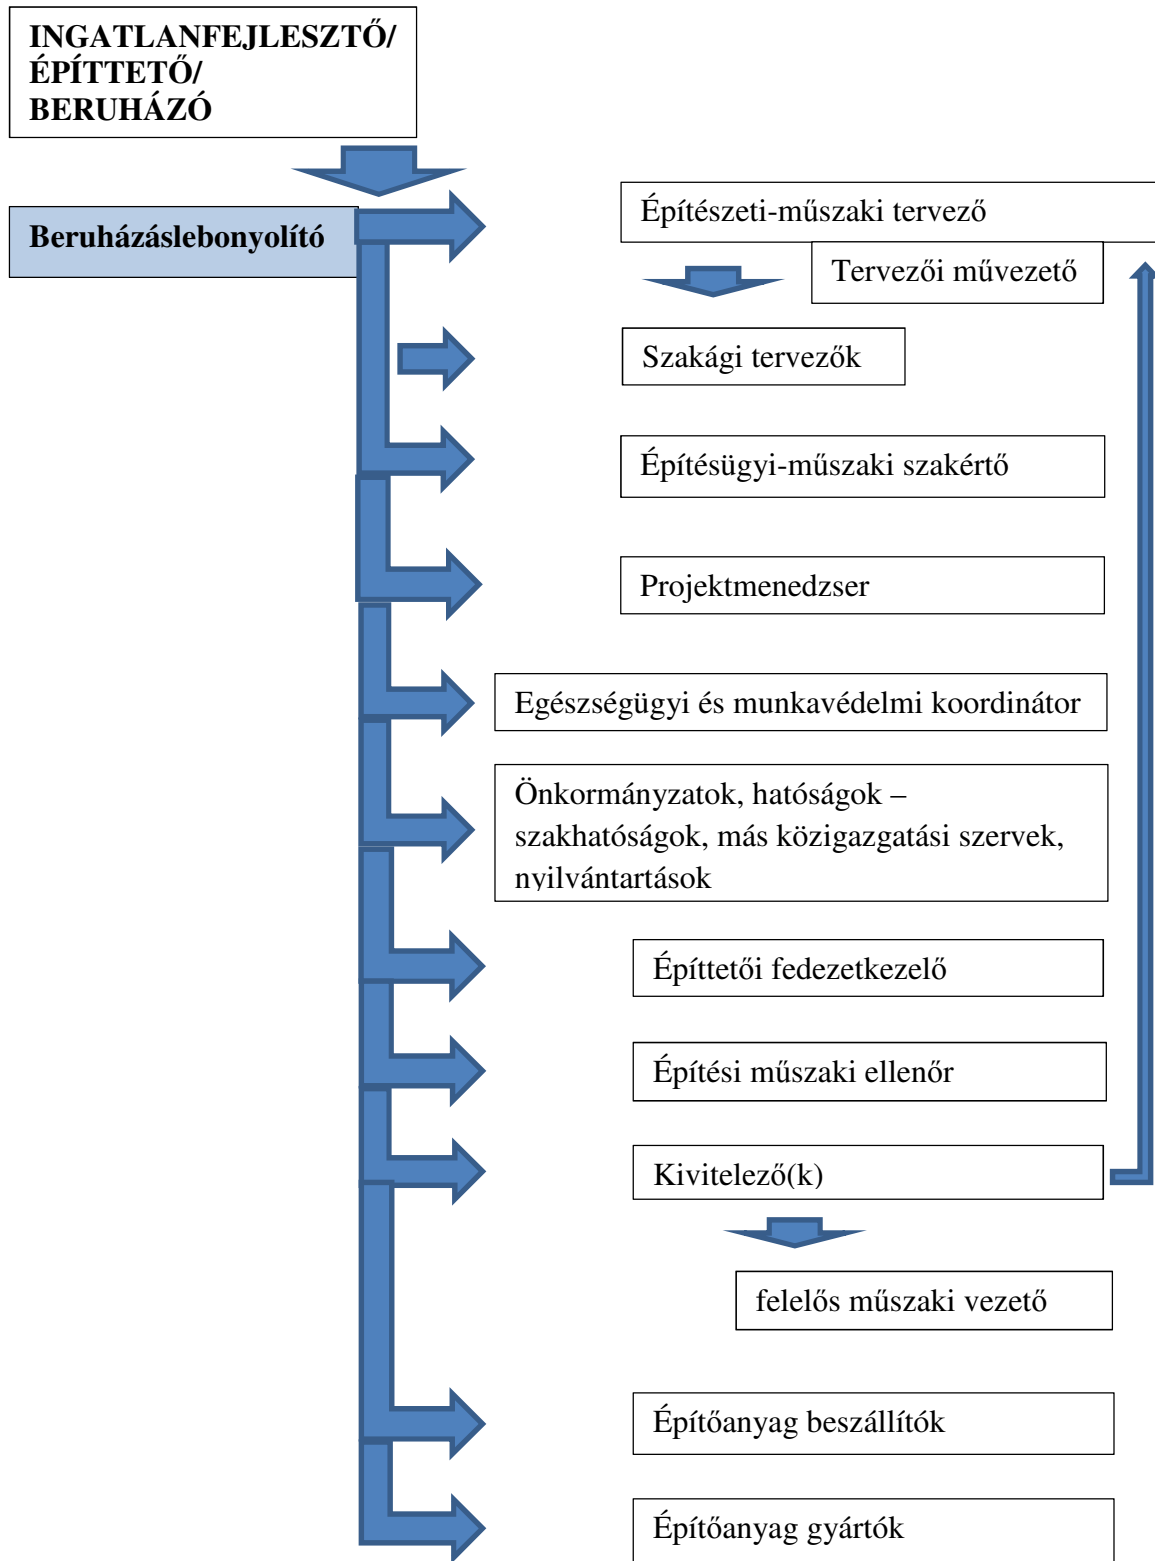 INGATLANFEJLESZTŐ/
ÉPÍTTETŐ/
BERUHÁZÓ
Beruházáslebonyolító
Építészeti-műszaki tervező
Tervezői művezető
Szakági tervezők
Építésügyi-műszaki szakértő
Projektmenedzser
Egészségügyi és munkavédelmi koordinátor
Önkormányzatok, hatóságok –
szakhatóságok, más közigazgatási szervek,
nyilvántartások
Építtetői fedezetkezelő
Építési műszaki ellenőr
Kivitelező(k)
felelős műszaki vezető
Építőanyag beszállítók
Építőanyag gyártók